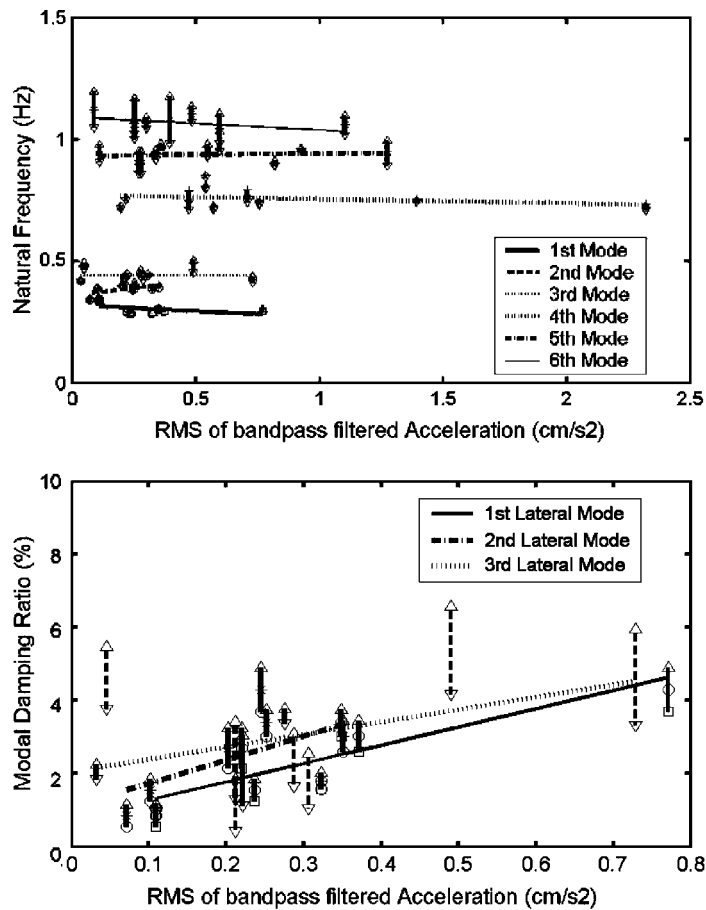 1.5
1
0.5
0
Natural Frequency (Hz)
1st Mode
2nd Mode
3rd Mode
4th Mode
5th Mode
6th Mode
0 0.5 1 1.5 2 2.5
RMS of bandpass filtered Acceleration (cm/s2)
10
8
6
4
2
0
Modal Damping Ratio (%)
1st Lateral Mode
2nd Lateral Mode
3rd Lateral Mode
0 0.1 0.2 0.3 0.4 0.5 0.6 0.7 0.8
RMS of bandpass filtered Acceleration (cm/s2)